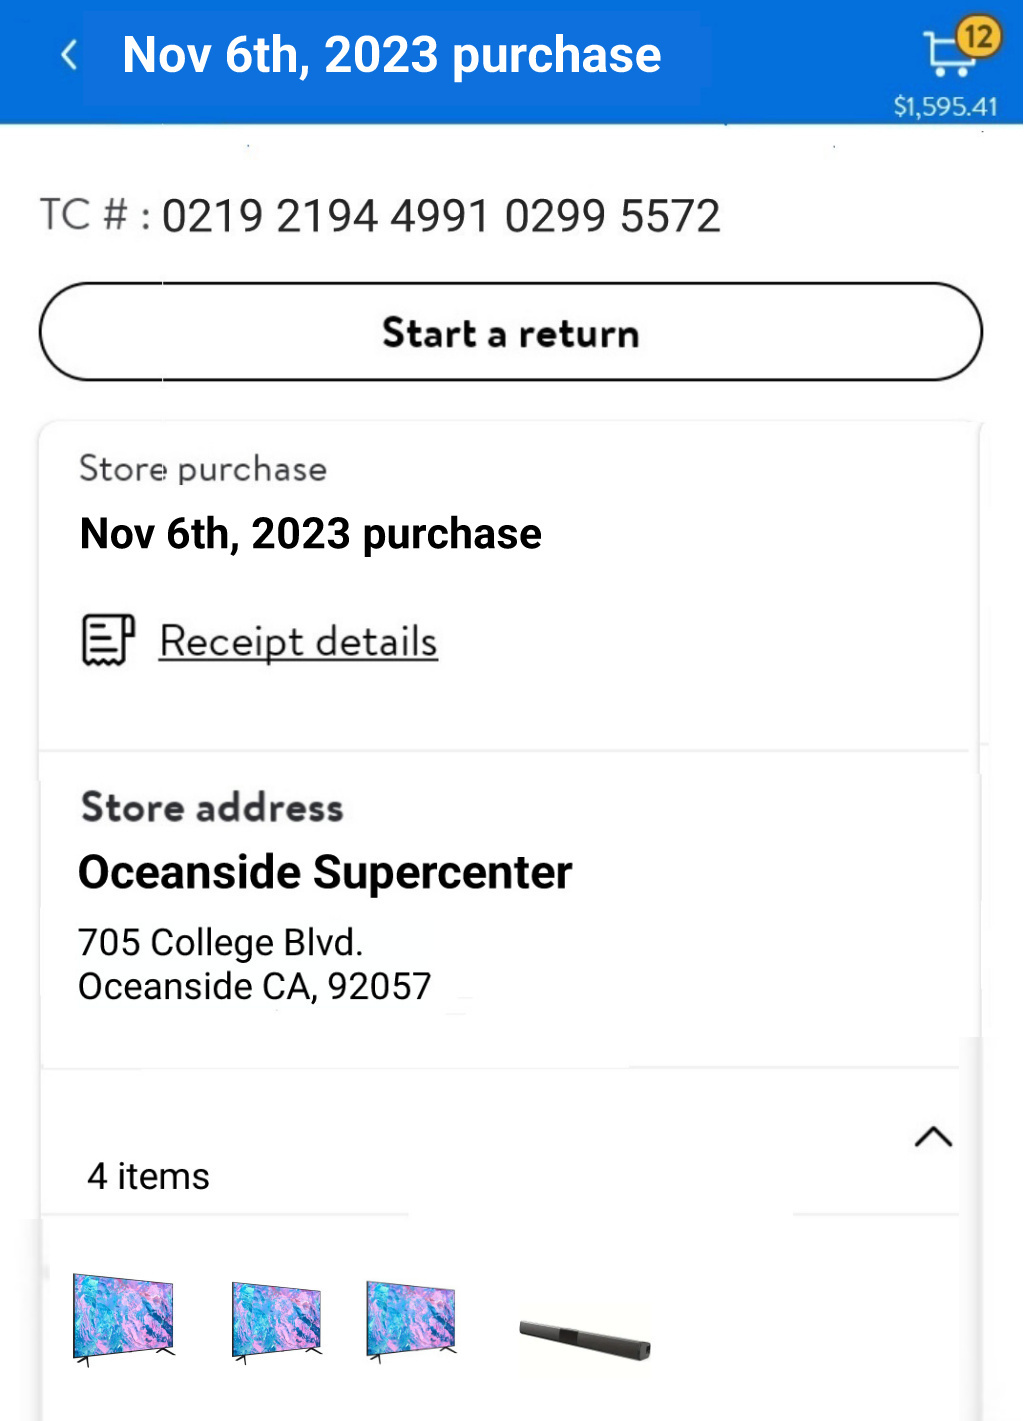 Nov 6th, 2023 purchase
12
$1,595.41
TC # : 0219 2194 4991 0299 5572
Start a return
Store purchase
Nov 6th, 2023 purchase
Receipt details
Store address
Oceanside Supercenter
705 College Blvd.
Oceanside CA, 92057
4 items